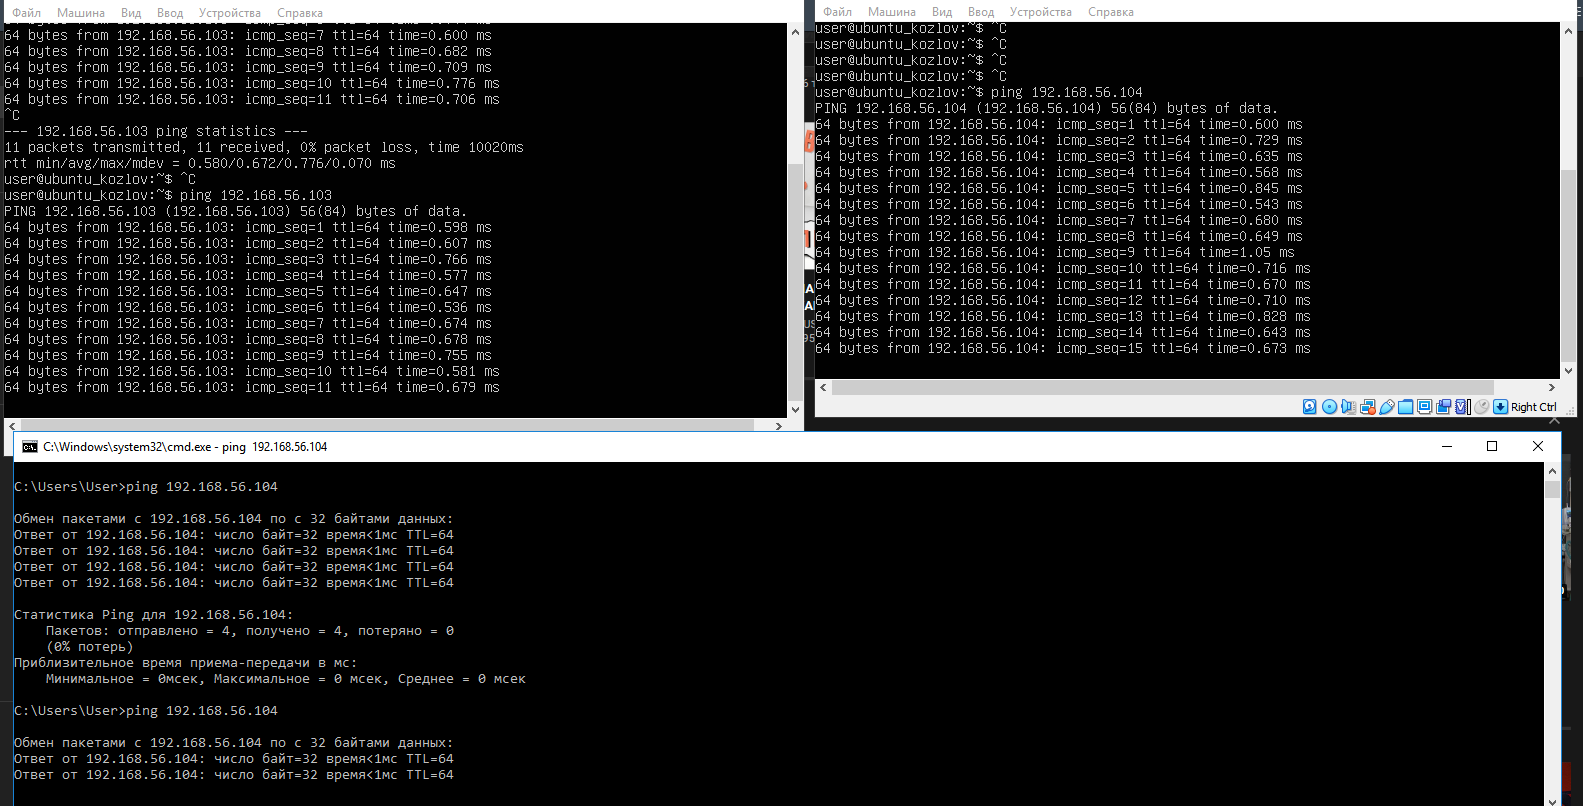 Файл Машина Вид Ввод Устройства Справка
64 bytes from 192.168.56.103: icmp_seq=7 ttl=64 time=0.600 ms
64 bytes from 192.168.56.103: icmp_seq=8 ttl=64 time=0.682 ms
64 bytes from 192.168.56.103: icmp_seq=9 ttl=64 time=0.709 ms
64 bytes from 192.168.56.103: icmp_seq=10 ttl=64 time=0.776 ms
64 bytes from 192.168.56.103: icmp_seq=11 ttl=64 time=0.706 ms
^C
--- 192.168.56.103 ping statistics ---
11 packets transmitted, 11 received, 0% packet loss, time 10020ms
rtt min/avg/max/mdev = 0.580/0.672/0.776/0.070 ms
user@ubuntu_kozlov:~$ ^C
user@ubuntu_kozlov:~$ ping 192.168.56.103
PING 192.168.56.103 (192.168.56.103) 56(84) bytes of data.
64 bytes from 192.168.56.103: icmp_seq=1 ttl=64 time=0.598 ms
64 bytes from 192.168.56.103: icmp_seq=2 ttl=64 time=0.607 ms
64 bytes from 192.168.56.103: icmp_seq=3 ttl=64 time=0.766 ms
64 bytes from 192.168.56.103: icmp_seq=4 ttl=64 time=0.577 ms
64 bytes from 192.168.56.103: icmp_seq=5 ttl=64 time=0.647 ms
64 bytes from 192.168.56.103: icmp_seq=6 ttl=64 time=0.536 ms
64 bytes from 192.168.56.103: icmp_seq=7 ttl=64 time=0.674 ms
64 bytes from 192.168.56.103: icmp_seq=8 ttl=64 time=0.678 ms
64 bytes from 192.168.56.103: icmp_seq=9 ttl=64 time=0.755 ms
64 bytes from 192.168.56.103: icmp_seq=10 ttl=64 time=0.581 ms
64 bytes from 192.168.56.103: icmp_seq=11 ttl=64 time=0.679 ms
Файл Машина Вид Ввод Устройства Справка
user@ubuntu_kozlov:~$ ^C
user@ubuntu_kozlov:~$ ^C
user@ubuntu_kozlov:~$ ^C
user@ubuntu_kozlov:~$ ^C
user@ubuntu_kozlov:~$ ping 192.168.56.104
PING 192.168.56.104 (192.168.56.104) 56(84) bytes of data.
64 bytes from 192.168.56.104: icmp_seq=1 ttl=64 time=0.600 ms
64 bytes from 192.168.56.104: icmp_seq=2 ttl=64 time=0.729 ms
64 bytes from 192.168.56.104: icmp_seq=3 ttl=64 time=0.635 ms
64 bytes from 192.168.56.104: icmp_seq=4 ttl=64 time=0.568 ms
64 bytes from 192.168.56.104: icmp_seq=5 ttl=64 time=0.845 ms
64 bytes from 192.168.56.104: icmp_seq=6 ttl=64 time=0.543 ms
64 bytes from 192.168.56.104: icmp_seq=7 ttl=64 time=0.680 ms
64 bytes from 192.168.56.104: icmp_seq=8 ttl=64 time=0.649 ms
64 bytes from 192.168.56.104: icmp_seq=9 ttl=64 time=1.05 ms
64 bytes from 192.168.56.104: icmp_seq=10 ttl=64 time=0.716 ms
64 bytes from 192.168.56.104: icmp_seq=11 ttl=64 time=0.670 ms
64 bytes from 192.168.56.104: icmp_seq=12 ttl=64 time=0.710 ms
64 bytes from 192.168.56.104: icmp_seq=13 ttl=64 time=0.828 ms
64 bytes from 192.168.56.104: icmp_seq=14 ttl=64 time=0.643 ms
64 bytes from 192.168.56.104: icmp_seq=15 ttl=64 time=0.673 ms
Right Ctrl
C:\Windows\system32\cmd.exe - ping 192.168.56.104
C:\Users\User>ping 192.168.56.104
Обмен пакетами с 192.168.56.104 по с 32 байтами данных:
Ответ от 192.168.56.104: число байт=32 время<1мс TTL=64
Ответ от 192.168.56.104: число байт=32 время<1мс TTL=64
Ответ от 192.168.56.104: число байт=32 время<1мс TTL=64
Ответ от 192.168.56.104: число байт=32 время<1мс TTL=64
Статистика Ping для 192.168.56.104:
Пакетов: отправлено = 4, получено = 4, потеряно = 0
(0% потерь)
Приблизительное время приема-передачи в мс:
Минимальное = 0мсек, Максимальное = 0 мсек, Среднее = 0 мсек
C:\Users\User>ping 192.168.56.104
Обмен пакетами с 192.168.56.104 по с 32 байтами данных:
Ответ от 192.168.56.104: число байт=32 время<1мс TTL=64
Ответ от 192.168.56.104: число байт=32 время<1мс TTL=64